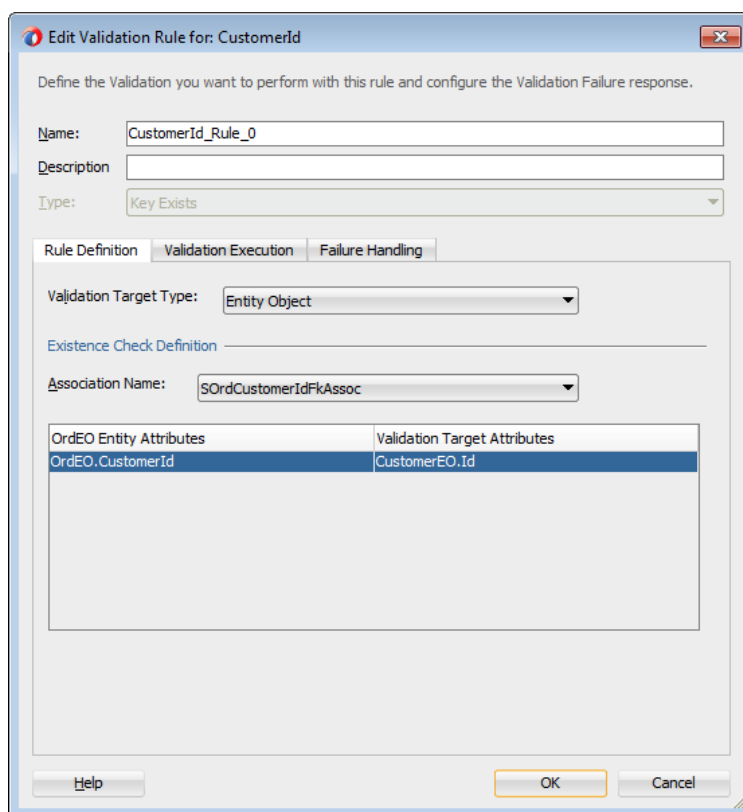 Edit Validation Rule for: CustomerId
Define the Validation you want to perform with this rule and configure the Validation Failure response.
Name: CustomerId_Rule_0
Description
Type: Key Exists
Rule Definition Validation Execution Failure Handling
Validation Target Type: Entity Object
Existence Check Definition
Association Name: SOrdCustomerIdFkAssoc
OrdEO Entity Attributes Validation Target Attributes
OrdEO.CustomerId CustomerEO.Id
Help OK Cancel